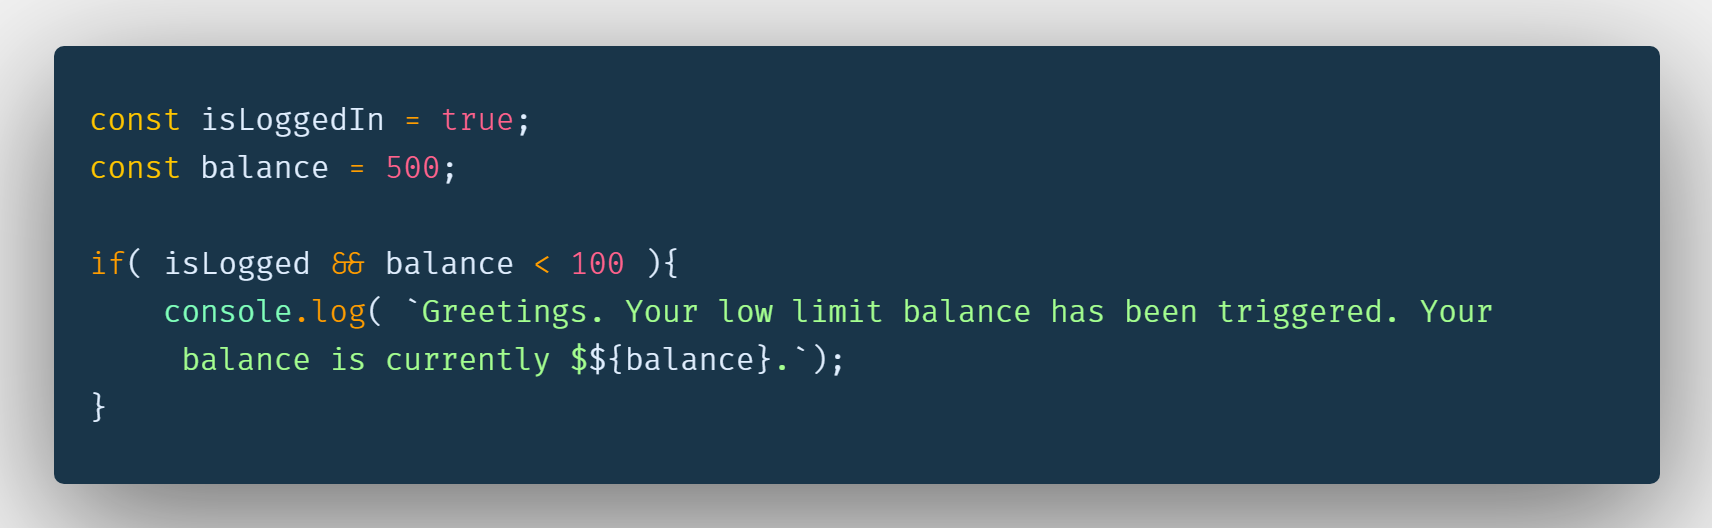 const isLoggedIn = true;
const balance = 500;
if( isLogged && balance < 100 ){
console.log( `Greetings. Your low limit balance has been triggered. Your
balance is currently $${balance}.`);
}